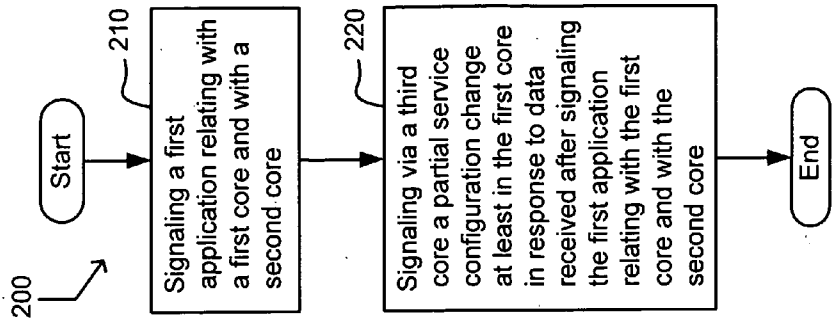 200
Start
210
Signaling a first
application relating with
a first core and with a
second core
220
Signaling via a third
core a partial service
configuration change
at least in the first core
in response to data
received after signaling
the first application
relating with the first
core and with the
second core
End